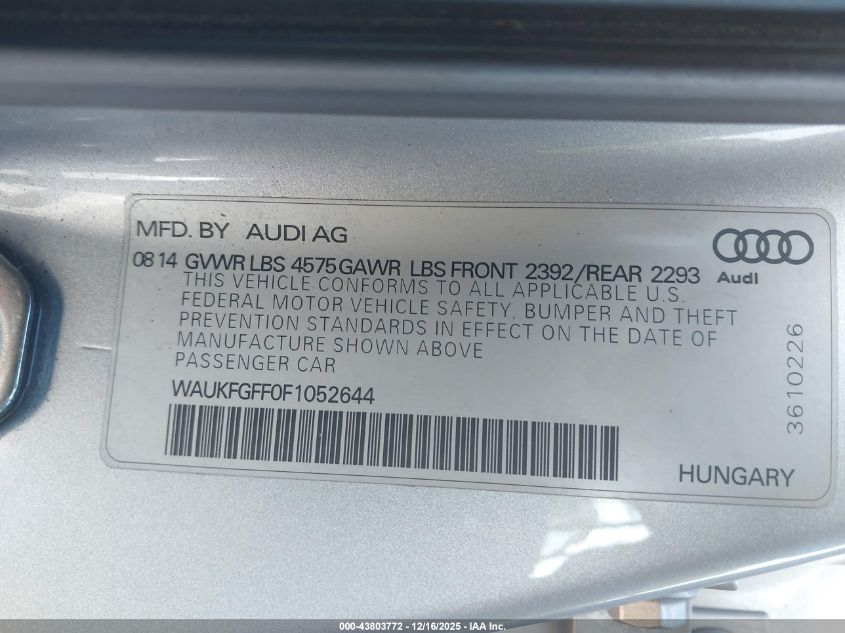 MFD. BY AUDI AG
Audi
08 14 GVWR LBS 4575 GAWR LBS FRONT 2392/REAR 2293
THIS VEHICLE CONFORMS TO ALL APPLICABLE U.S.
FEDERAL MOTOR VEHICLE SAFETY, BUMPER AND THEFT
PREVENTION STANDARDS IN EFFECT ON THE DATE OF
MANUFACTURE SHOWN ABOVE
PASSENGER CAR
WAUKFGFF0F1052644
3610226
HUNGARY
000-43803772 - 12/16/2025 - IAA Inc.